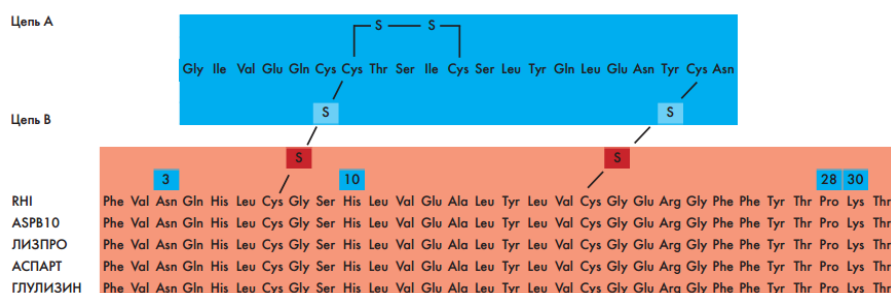 Цепь A
S S
Gly Ile Val Glu Gln Cys Cys Thr Ser Ile Cys Ser Leu Tyr Gln Leu Glu Asn Tyr Cys Asn
S S
Цепь B
S S
3 10 28 30
RHI Phe Val Asn Gln His Leu Cys Gly Ser His Leu Val Glu Ala Leu Tyr Leu Val Cys Gly Glu Arg Gly Phe Phe Tyr Thr Pro Lys Thr
ASPB10 Phe Val Asn Gln His Leu Cys Gly Ser His Leu Val Glu Ala Leu Tyr Leu Val Cys Gly Glu Arg Gly Phe Phe Tyr Thr Pro Lys Thr
ЛИЗПРО Phe Val Asn Gln His Leu Cys Gly Ser His Leu Val Glu Ala Leu Tyr Leu Val Cys Gly Glu Arg Gly Phe Phe Tyr Thr Pro Lys Thr
АСПАРТ Phe Val Asn Gln His Leu Cys Gly Ser His Leu Val Glu Ala Leu Tyr Leu Val Cys Gly Glu Arg Gly Phe Phe Tyr Thr Pro Lys Thr
ГЛУЛИЗИН Phe Val Asn Gln His Leu Cys Gly Ser His Leu Val Glu Ala Leu Tyr Leu Val Cys Gly Glu Arg Gly Phe Phe Tyr Thr Pro Lys Thr